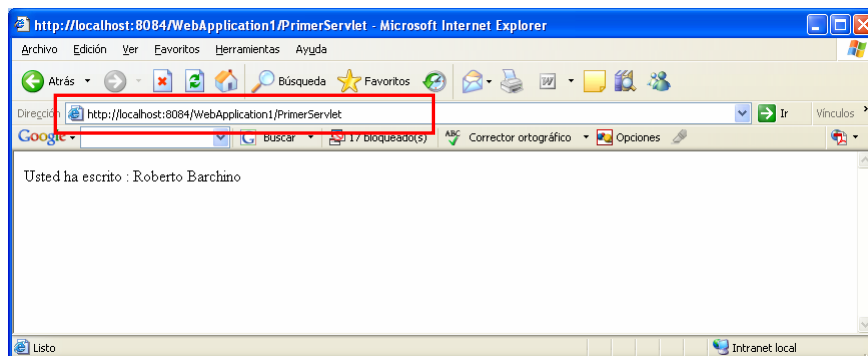 http://localhost:8084/WebApplication1/PrimerServlet - Microsoft Internet Explorer
Archivo Edición Ver Favoritos Herramientas Ayuda
Atrás Búsqueda Favoritos
Dirección http://localhost:8084/WebApplication1/PrimerServlet Ir Vínculos
Google Buscar 17 bloqueado(s) ABC Corrector ortográfico Opciones
Usted ha escrito : Roberto Barchino
Listo Intranet local